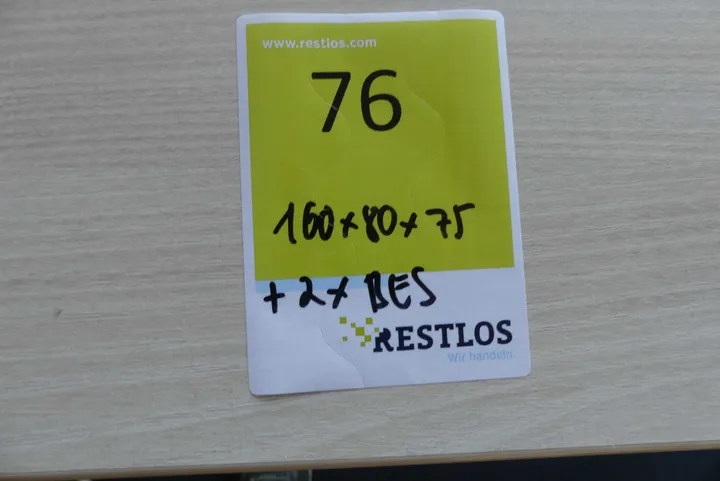 www.restlos.com
76
160x80x75
+2x BES
RESTLOS
Wir handeln.